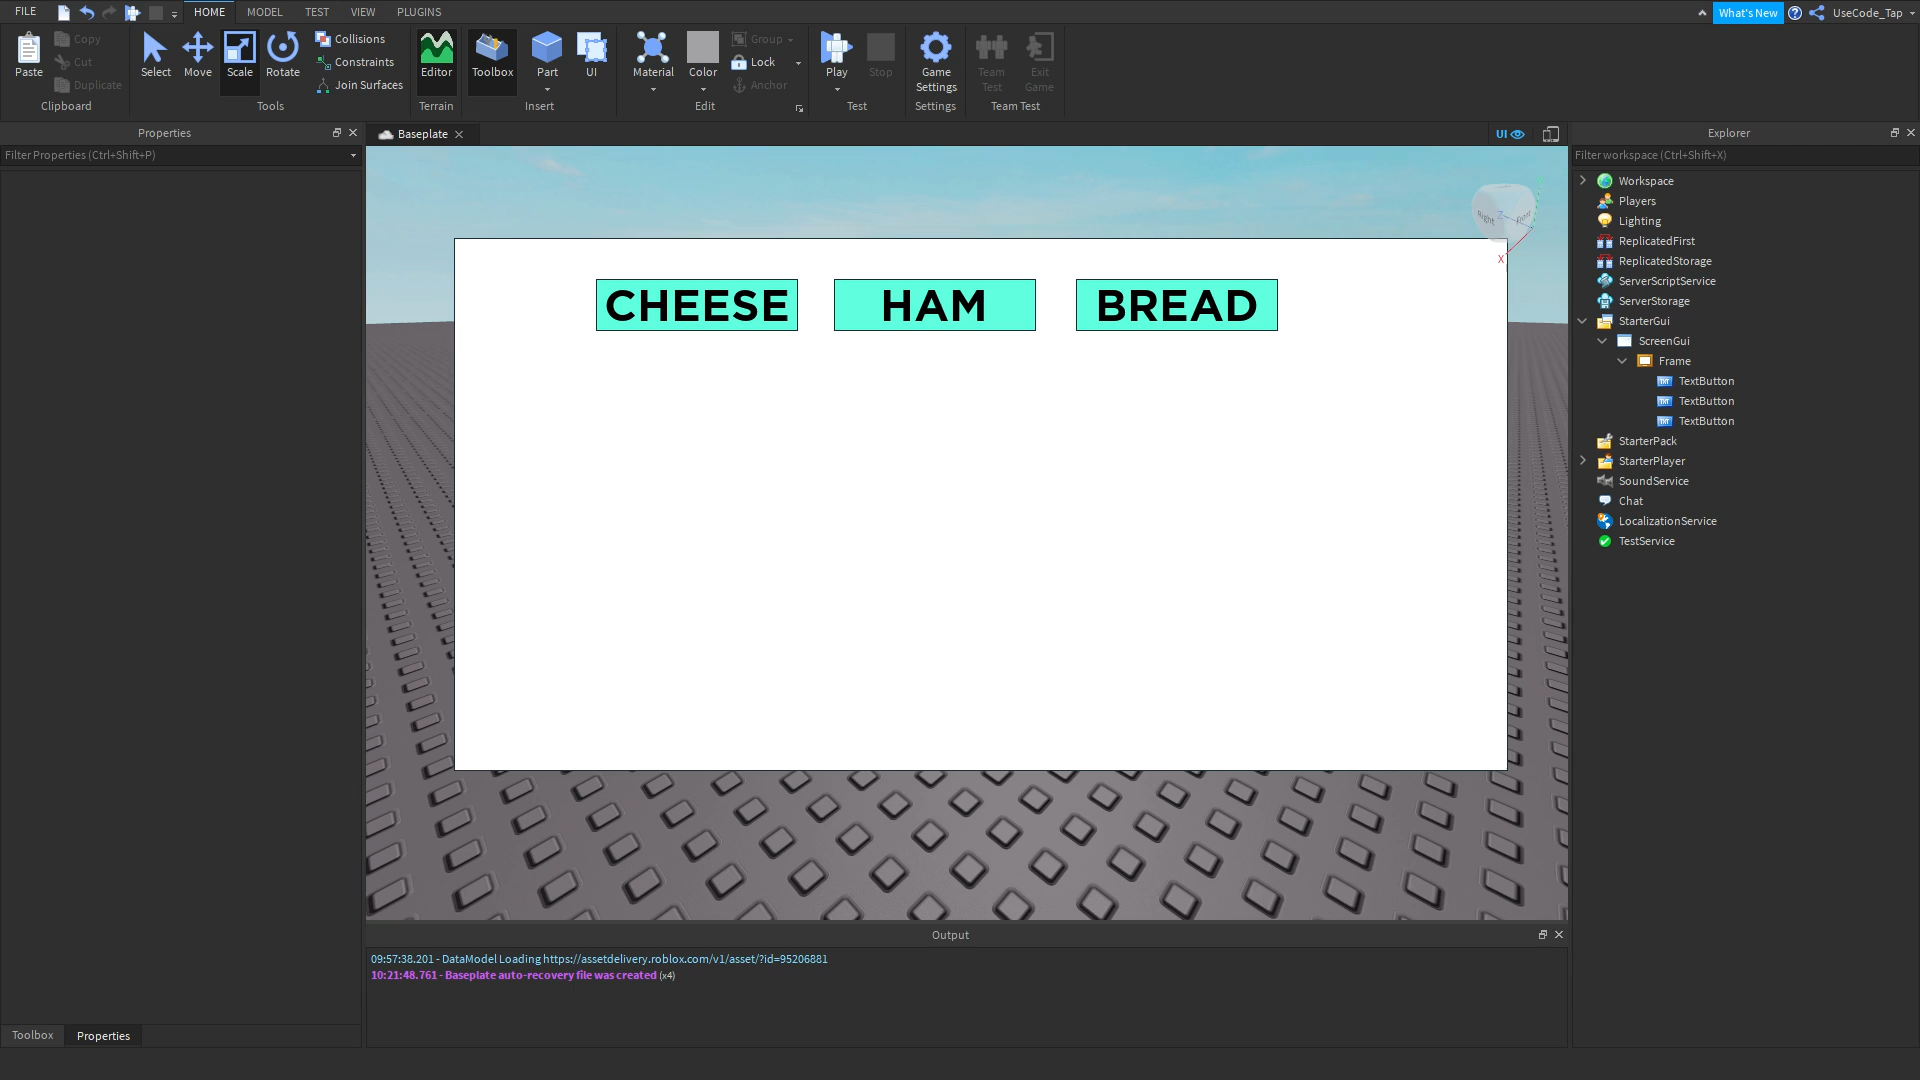 FILE HOME MODEL TEST VIEW PLUGINS What's New UseCode_Tap
Paste Copy Cut Duplicate
Clipboard
Select Move Scale Rotate Collisions Constraints Join Surfaces
Tools
Editor
Terrain
Toolbox Part UI
Insert
Material Color Group Lock Anchor
Edit
Play Stop
Test
Game Settings
Settings
Team Test Exit Game
Team Test
Properties
Filter Properties (Ctrl+Shift+P)
Baseplate
UI
Right Z Front
X
CHEESE HAM BREAD
Explorer
Filter workspace (Ctrl+Shift+X)
Workspace
Players
Lighting
ReplicatedFirst
ReplicatedStorage
ServerScriptService
ServerStorage
StarterGui
ScreenGui
Frame
TXT TextButton
TXT TextButton
TXT TextButton
StarterPack
StarterPlayer
SoundService
Chat
LocalizationService
TestService
Output
09:57:38.201 - DataModel Loading https://assetdelivery.roblox.com/v1/asset/?id=95206881
10:21:48.761 - Baseplate auto-recovery file was created (x4)
Toolbox Properties